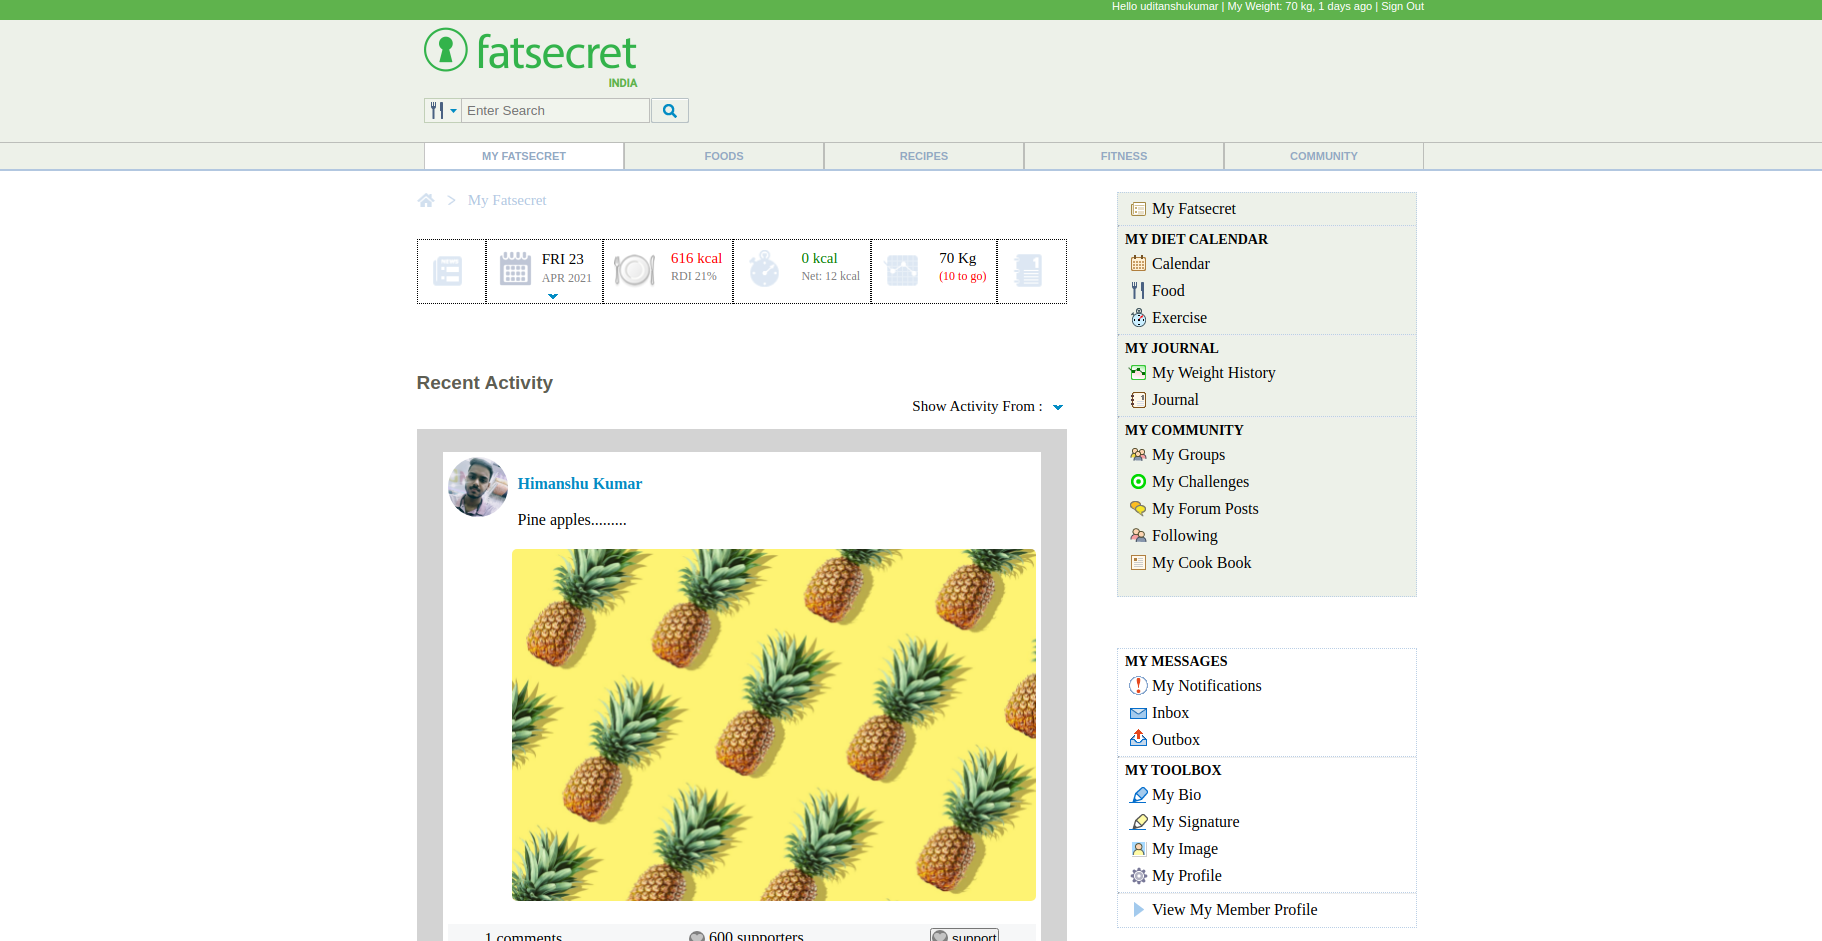 Hello uditanshukumar | My Weight: 70 kg, 1 days ago | Sign Out
fatsecret
INDIA
Enter Search
MY FATSECRET FOODS RECIPES FITNESS COMMUNITY
> My Fatsecret
FRI 23
APR 2021
616 kcal
RDI 21%
0 kcal
Net: 12 kcal
70 Kg
(10 to go)
Recent Activity
Show Activity From :
Himanshu Kumar
Pine apples.........
1 comments 600 supporters support
My Fatsecret
MY DIET CALENDAR
Calendar
Food
Exercise
MY JOURNAL
My Weight History
Journal
MY COMMUNITY
My Groups
My Challenges
My Forum Posts
Following
My Cook Book
MY MESSAGES
My Notifications
Inbox
Outbox
MY TOOLBOX
My Bio
My Signature
My Image
My Profile
View My Member Profile